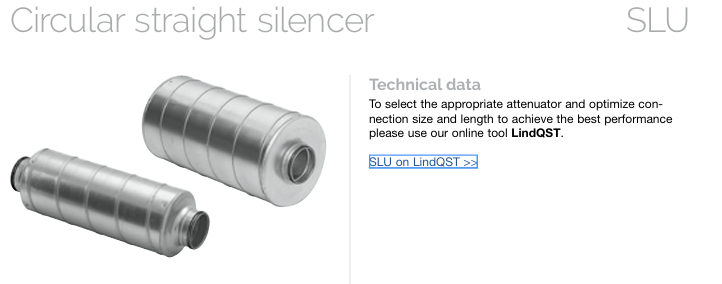 Circular straight silencer
SLU
Technical data
To select the appropriate attenuator and optimize con-
nection size and length to achieve the best performance
please use our online tool LindQST.
SLU on LindQST >>